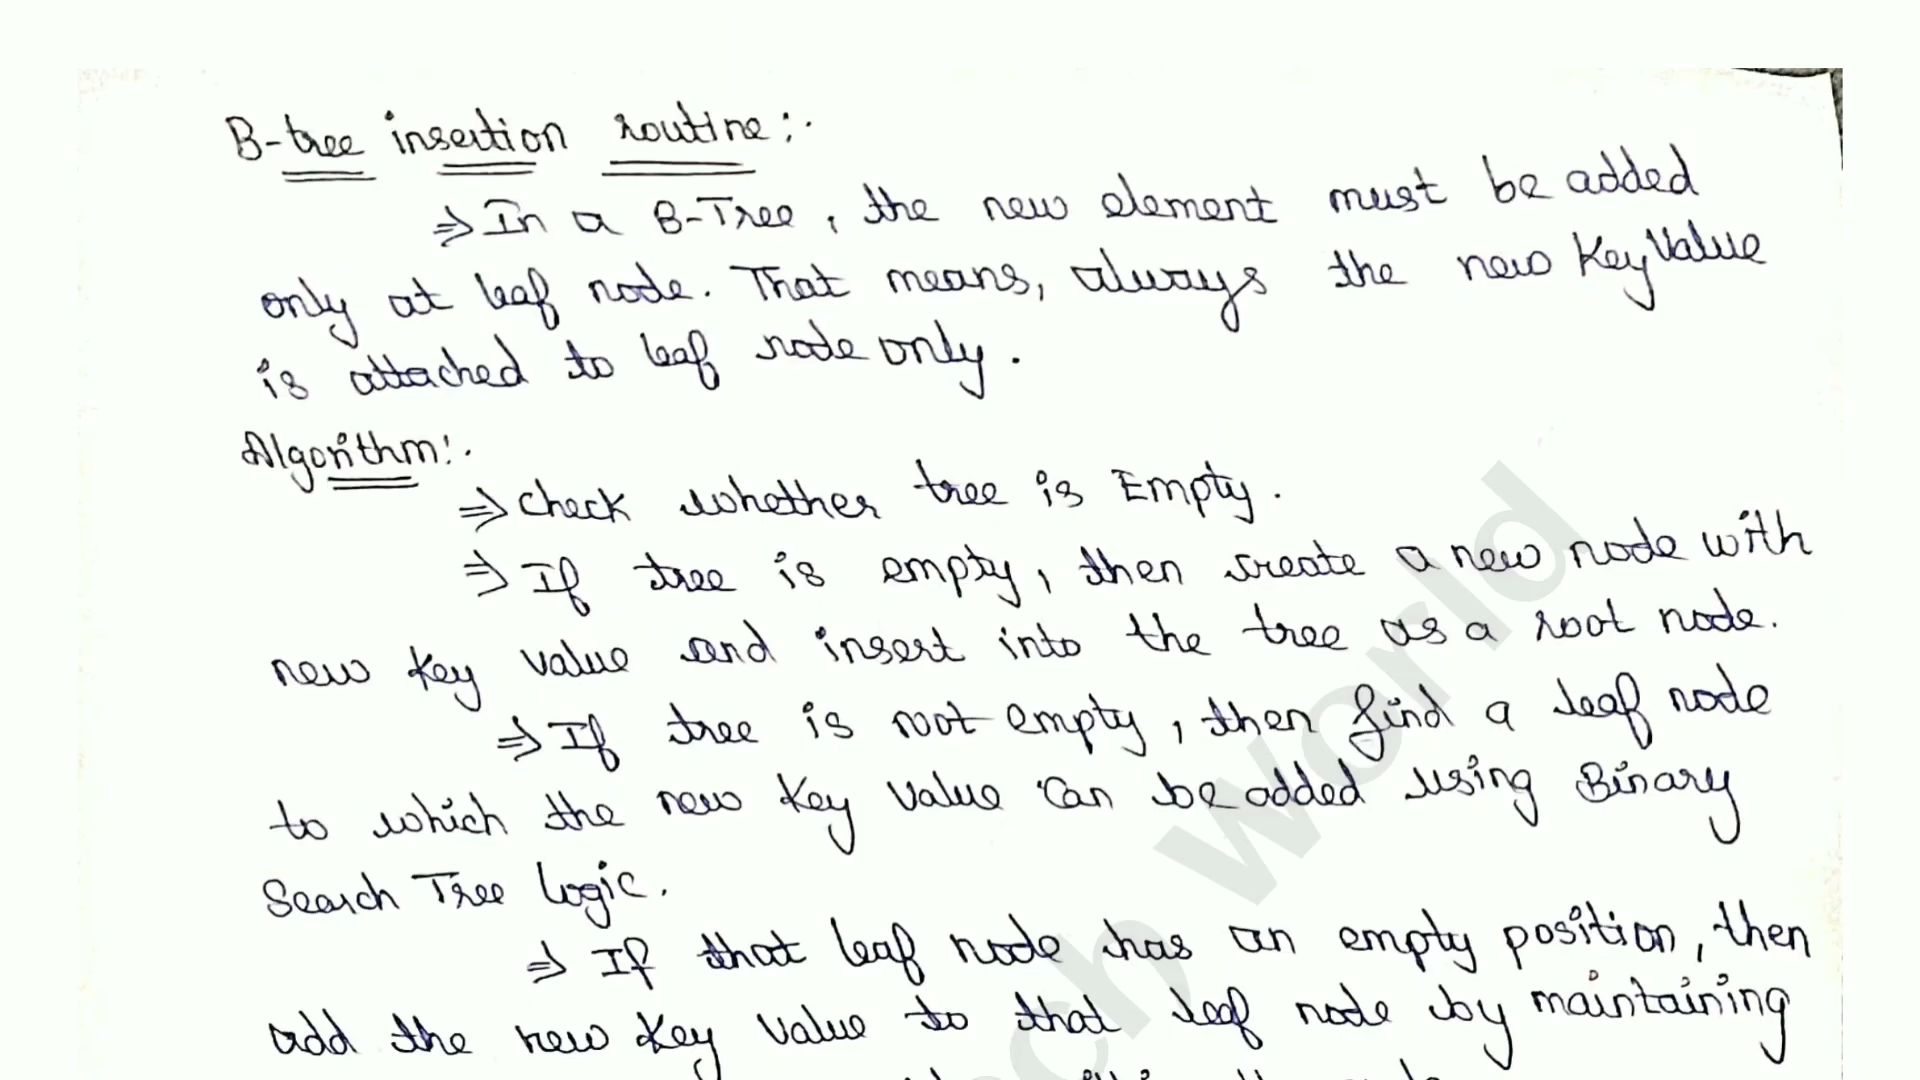 B-tree insertion routine:-
⇒ In a B-Tree, the new element must be added
only at leaf node. That means, always the new Key Value
is attached to leaf node only.
Algorithm:-
⇒ check whether tree is Empty.
⇒ If tree is empty, then create a new node with
new key value and insert into the tree as a root node.
⇒ If tree is not empty, then find a leaf node
to which the new key value can be added using Binary
Search Tree logic.
⇒ If that leaf node has an empty position, then
add the new key value to that leaf node by maintaining